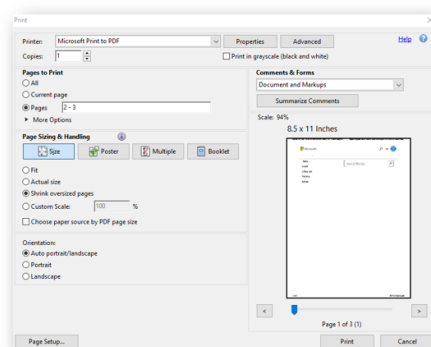 Print
Printer: Microsoft Print to PDF Properties Advanced Help
Copies: 1 Print in grayscale (black and white)
Pages to Print
All
Current page
Pages 2 - 3
More Options
Page Sizing & Handling
Size Poster Multiple Booklet
Fit
Actual size
Shrink oversized pages
Custom Scale: 100 %
Choose paper source by PDF page size
Orientation:
Auto portrait/landscape
Portrait
Landscape
Comments & Forms
Document and Markups
Summarize Comments
Scale: 94%
8.5 x 11 Inches
< >
Page 1 of 3 (1)
Page Setup... Print Cancel